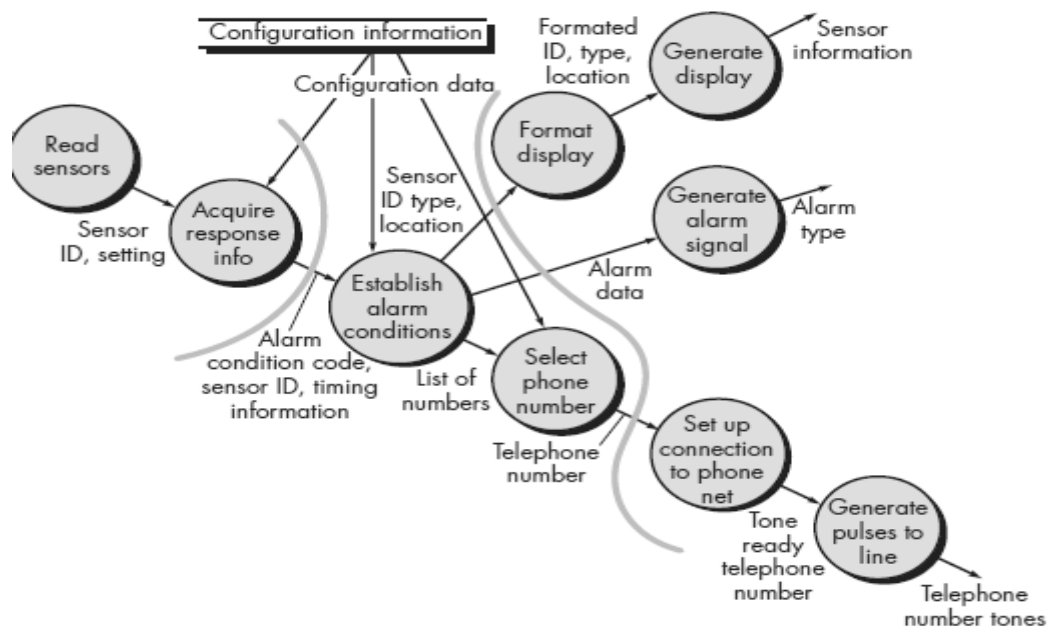 Configuration information
Configuration data
Read
sensors
Sensor
ID, setting
Acquire
response
info
Alarm
condition code,
sensor ID, timing
information
Establish
alarm
conditions
Sensor
ID type,
location
List of
numbers
Format
display
Formated
ID, type,
location
Generate
display
Sensor
information
Alarm
data
Generate
alarm
signal
Alarm
type
Select
phone
number
Telephone
number
Set up
connection
to phone
net
Tone
ready
telephone
number
Generate
pulses to
line
Telephone
number tones